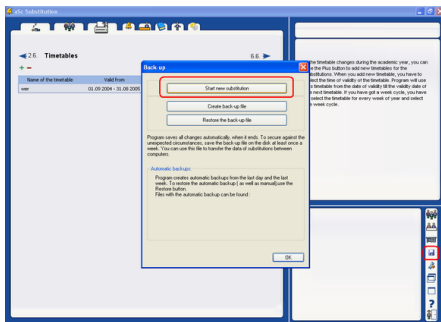 aSc Substitution
2.6. Timetables
6.6
+ -
Name of the timetable
Valid from
01.09.2004 - 31.08.2005
the timetable changes during the academic year, you can
use the Plus button to add new timetables for the
substitutions. When you add new timetable, you have to
select the time of validity of the timetable. Program will use
timetable from the date of validity till the validity date of
next timetable. If you have got a week cycle, you have
select the timetable for every week of year and select
week cycle.
Back-up
Start new substitution
Create back-up file
Restore the back-up file
Program saves all changes automatically, when it ends. To secure against the
unexpected circumstances, save the back-up file on the disk at least once a
week. You can use this file to transfer the data of substitutions between
computers.
Automatic backups:
Program creates automatic backups from the last day and the last
week. To restore the automatic backup( as well as manual)use the
Restore button.
Files with the automatic backup can be found :
OK